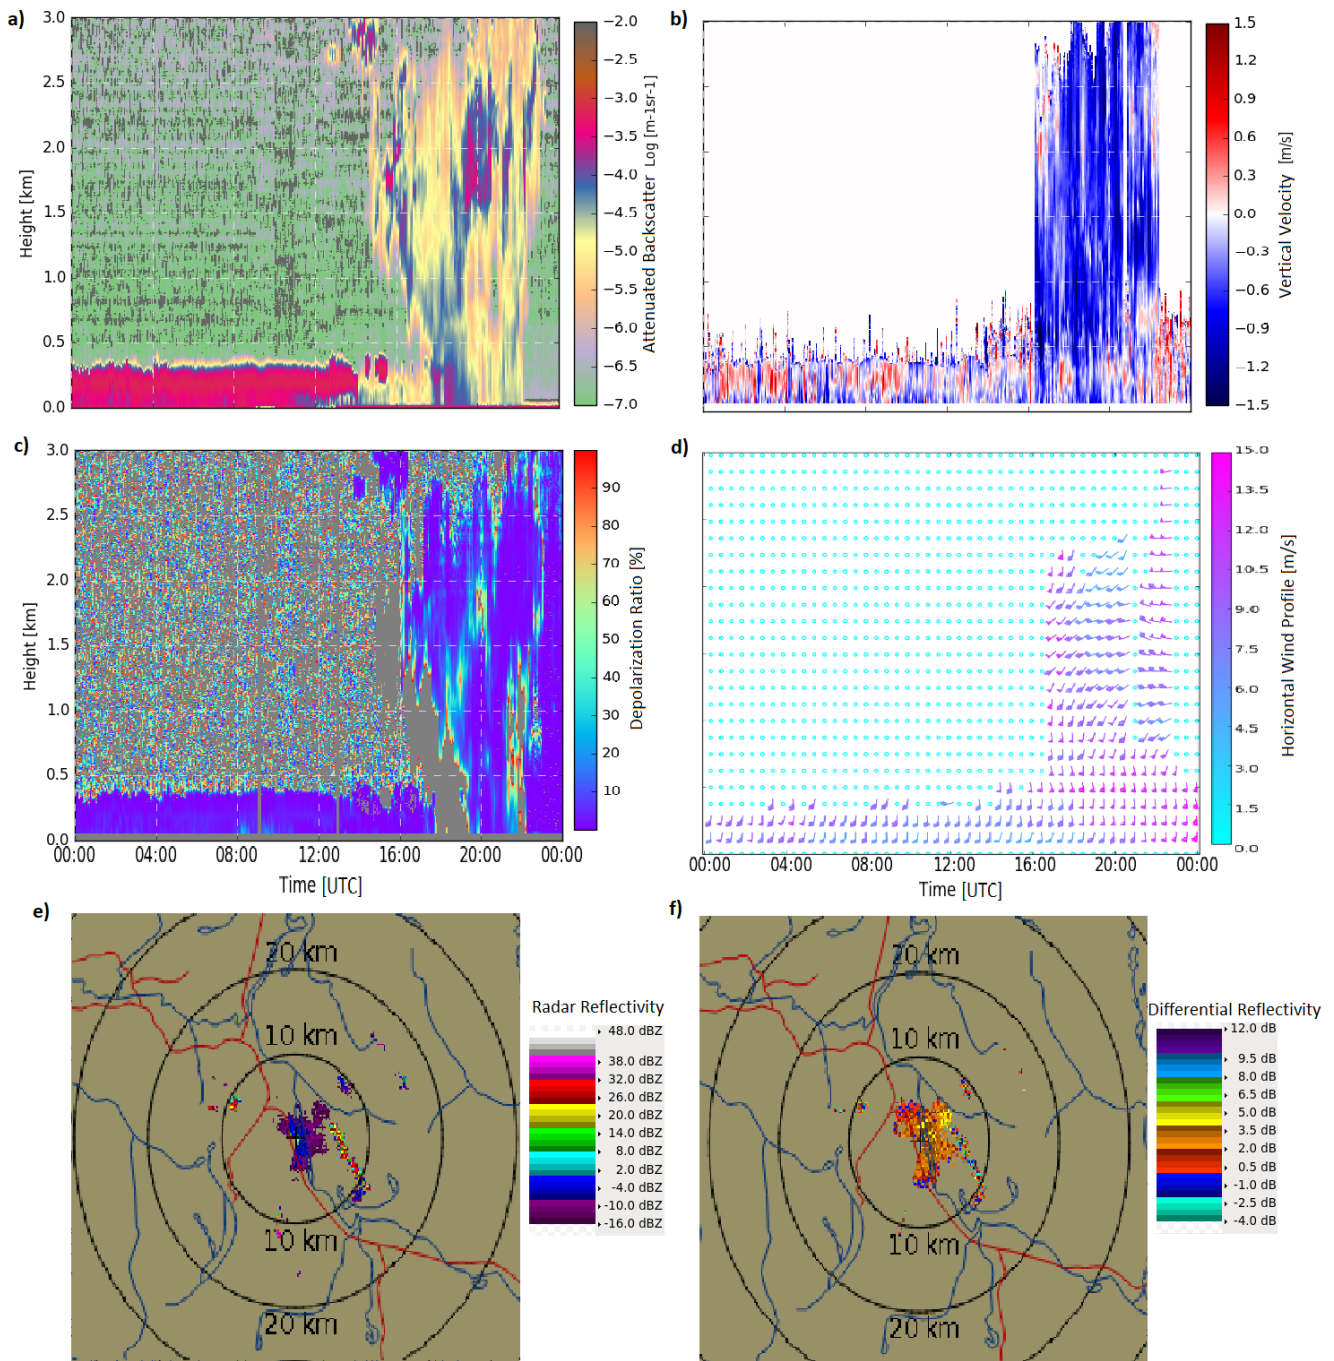 a)
3.0
2.5
2.0
1.5
1.0
0.5
0.0
Height [km]
−2.0
−2.5
−3.0
−3.5
−4.0
−4.5
−5.0
−5.5
−6.0
−6.5
−7.0
Attenuated Backscatter Log [m-1sr-1]
b)
1.5
1.2
0.9
0.6
0.3
0.0
−0.3
−0.6
−0.9
−1.2
−1.5
Vertical Velocity [m/s]
c)
3.0
2.5
2.0
1.5
1.0
0.5
0.0
Height [km]
00:00 04:00 08:00 12:00 16:00 20:00 00:00
Time [UTC]
90
80
70
60
50
40
30
20
10
Depolarization Ratio [%]
d)
00:00 04:00 08:00 12:00 16:00 20:00 00:00
Time [UTC]
15.0
13.5
12.0
10.5
9.0
7.5
6.0
4.5
3.0
1.5
0.0
Horizontal Wind Profile [m/s]
e)
20 km
10 km
10 km
20 km
Radar Reflectivity
48.0 dBZ
38.0 dBZ
32.0 dBZ
26.0 dBZ
20.0 dBZ
14.0 dBZ
8.0 dBZ
2.0 dBZ
-4.0 dBZ
-10.0 dBZ
-16.0 dBZ
f)
20 km
10 km
10 km
20 km
Differential Reflectivity
12.0 dB
9.5 dB
8.0 dB
6.5 dB
5.0 dB
3.5 dB
2.0 dB
0.5 dB
-1.0 dB
-2.5 dB
-4.0 dB